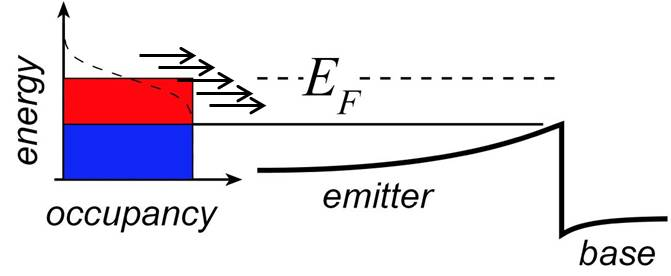 energy
occupancy
E_F
emitter
base